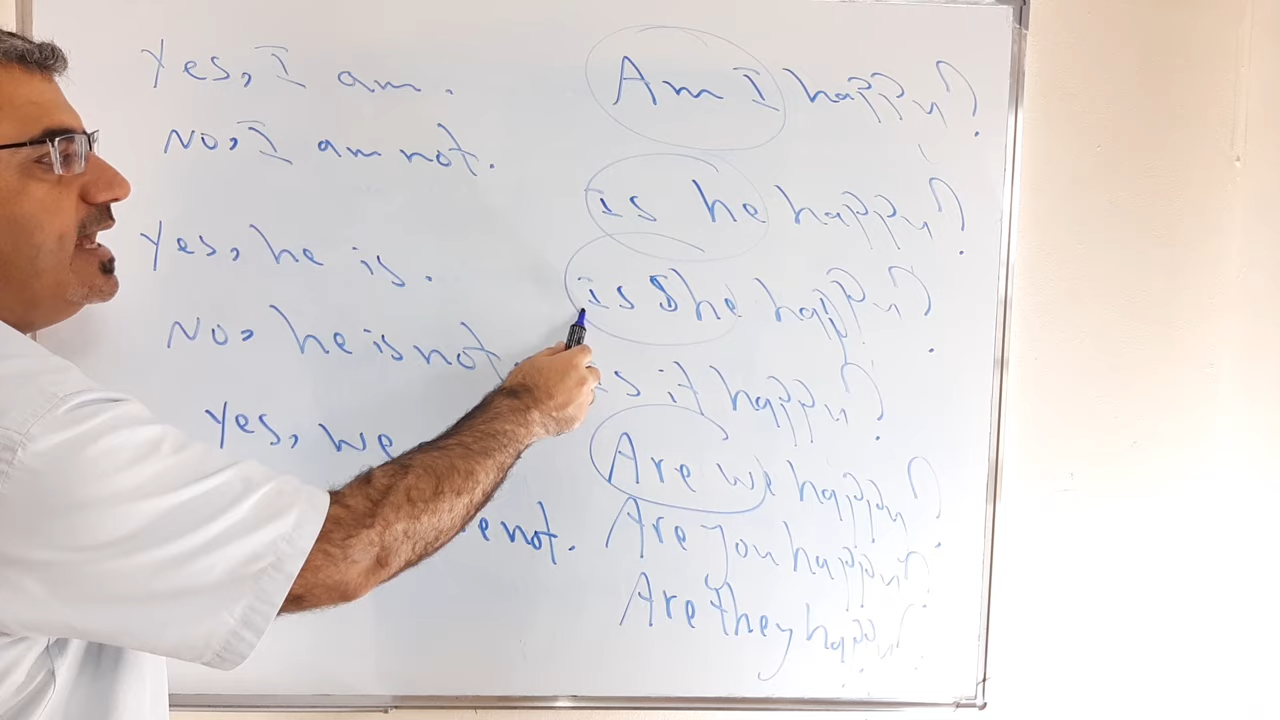 Yes, I am.
No, I am not.
Yes, he is.
No, he is not.
Yes, we
e not.
Am I happy?
is he happy?
is She happy?
is it happy?
Are we happy?
Are you happy?
Are they happy?